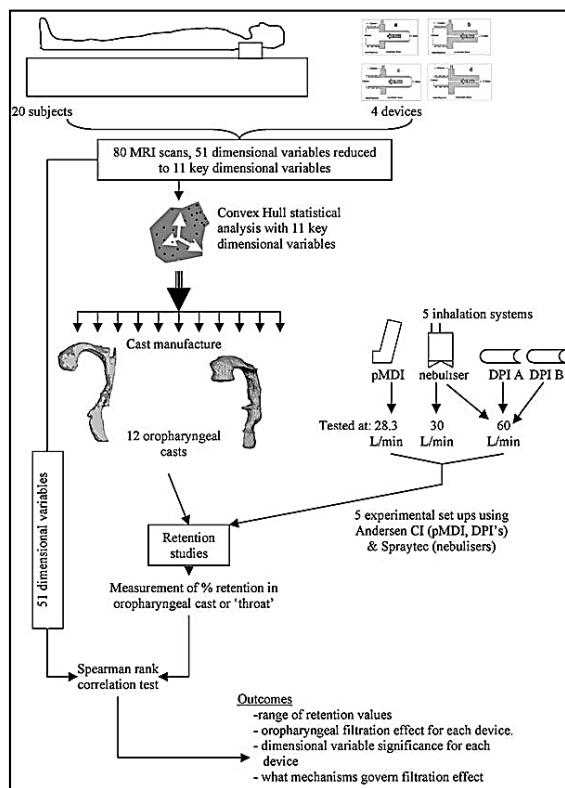 20 subjects
4 devices
a
b
c
d
80 MRI scans, 51 dimensional variables reduced
to 11 key dimensional variables
Convex Hull statistical
analysis with 11 key
dimensional variables
Cast manufacture
12 oropharyngeal
casts
5 inhalation systems
pMDI
nebuliser
DPI A
DPI B
Tested at: 28.3
L/min
30
L/min
60
L/min
5 experimental set ups using
Andersen CI (pMDI, DPI's)
& Spraytec (nebulisers)
51 dimensional variables
Retention
studies
Measurement of % retention in
oropharyngeal cast or 'throat'
Spearman rank
correlation test
Outcomes
-range of retention values
- oropharyngeal filtration effect for each device.
- dimensional variable significance for each
device
- what mechanisms govern filtration effect